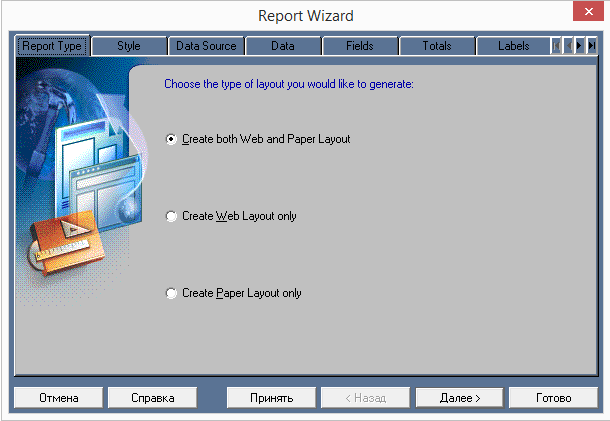 Report Wizard
Report Type Style Data Source Data Fields Totals Labels
Choose the type of layout you would like to generate:
Create both Web and Paper Layout
Create Web Layout only
Create Paper Layout only
Отмена Справка Принять < Назад Далее > Готово